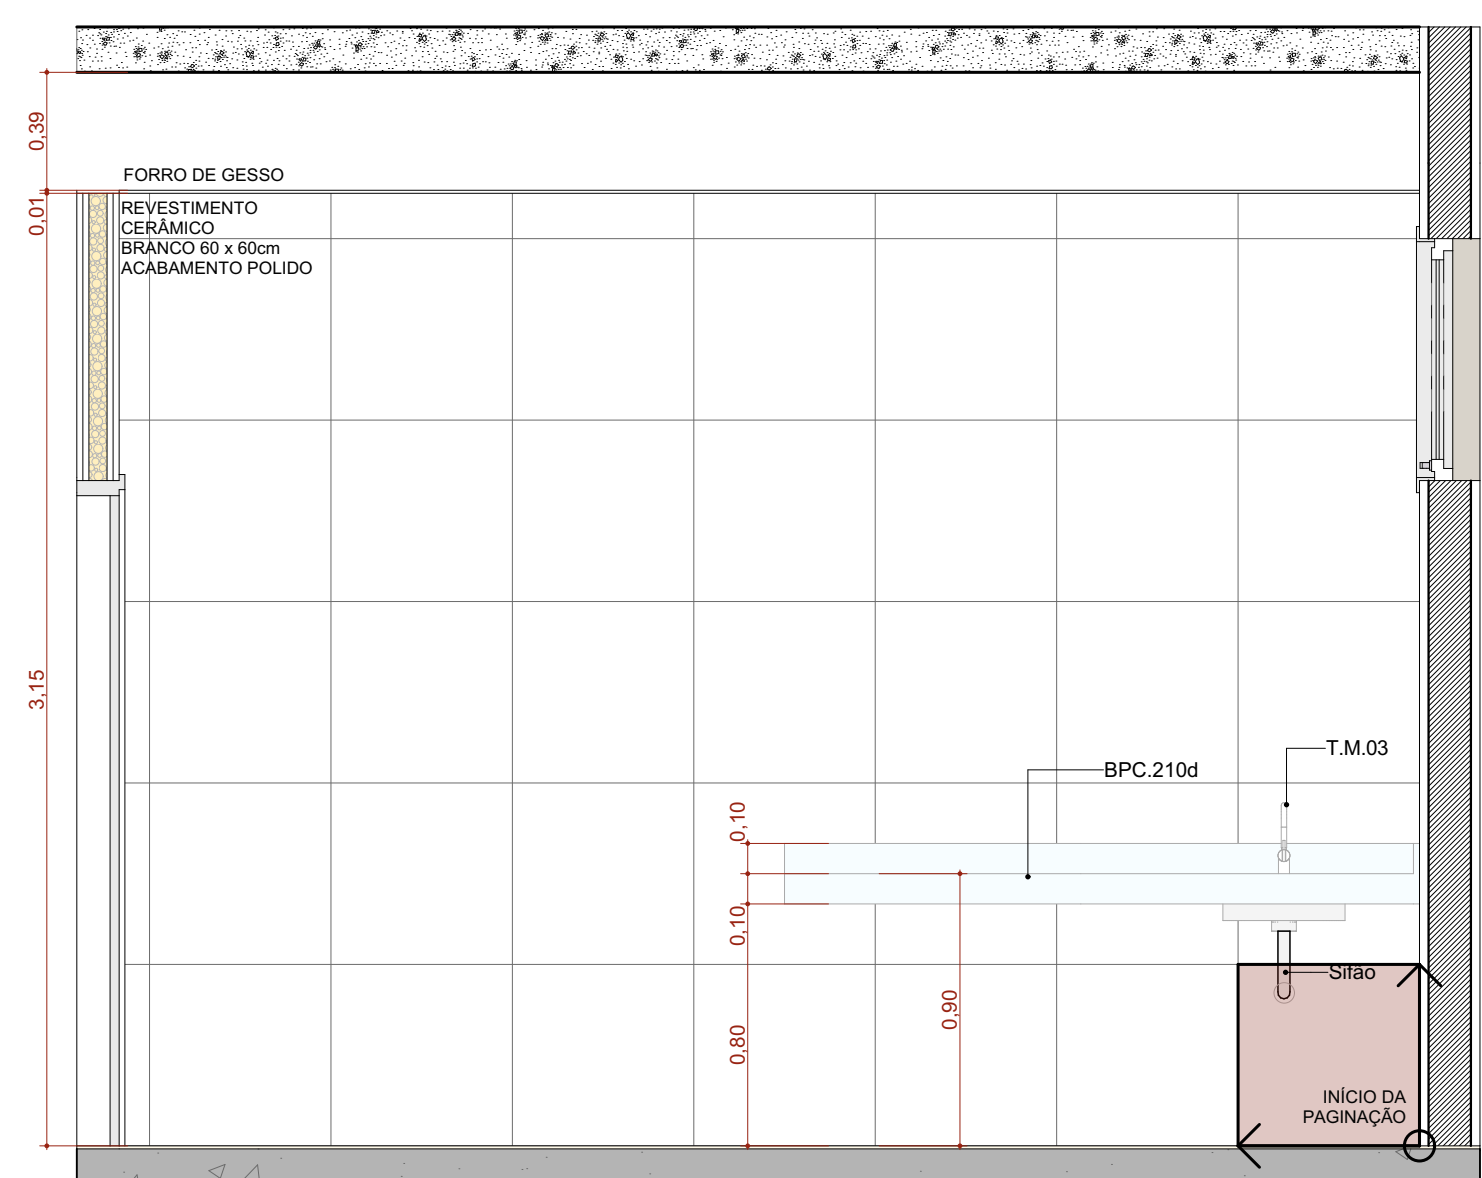 0,39
FORRO DE GESSO
0,01
REVESTIMENTO
CERÂMICO
BRANCO 60 x 60cm
ACABAMENTO POLIDO
3,15
T.M.03
BPC.210d
0,10
0,10
Sifão
0,90
0,80
INÍCIO DA
PAGINAÇÃO